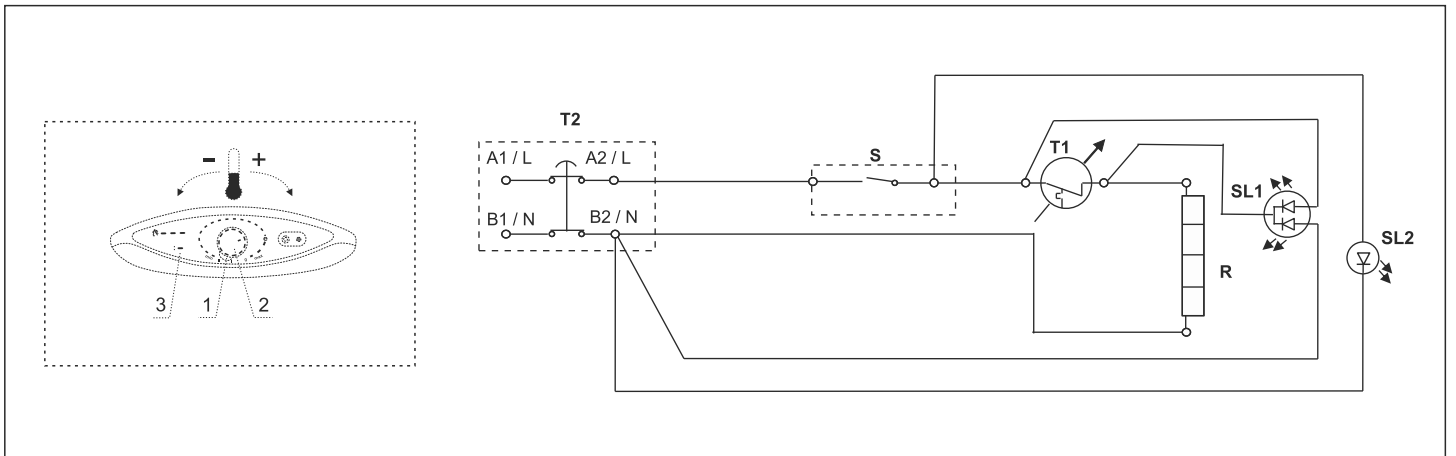 - +
3 1 2
T2
A1 / L A2 / L
B1 / N B2 / N
S
T1
SL1
SL2
R